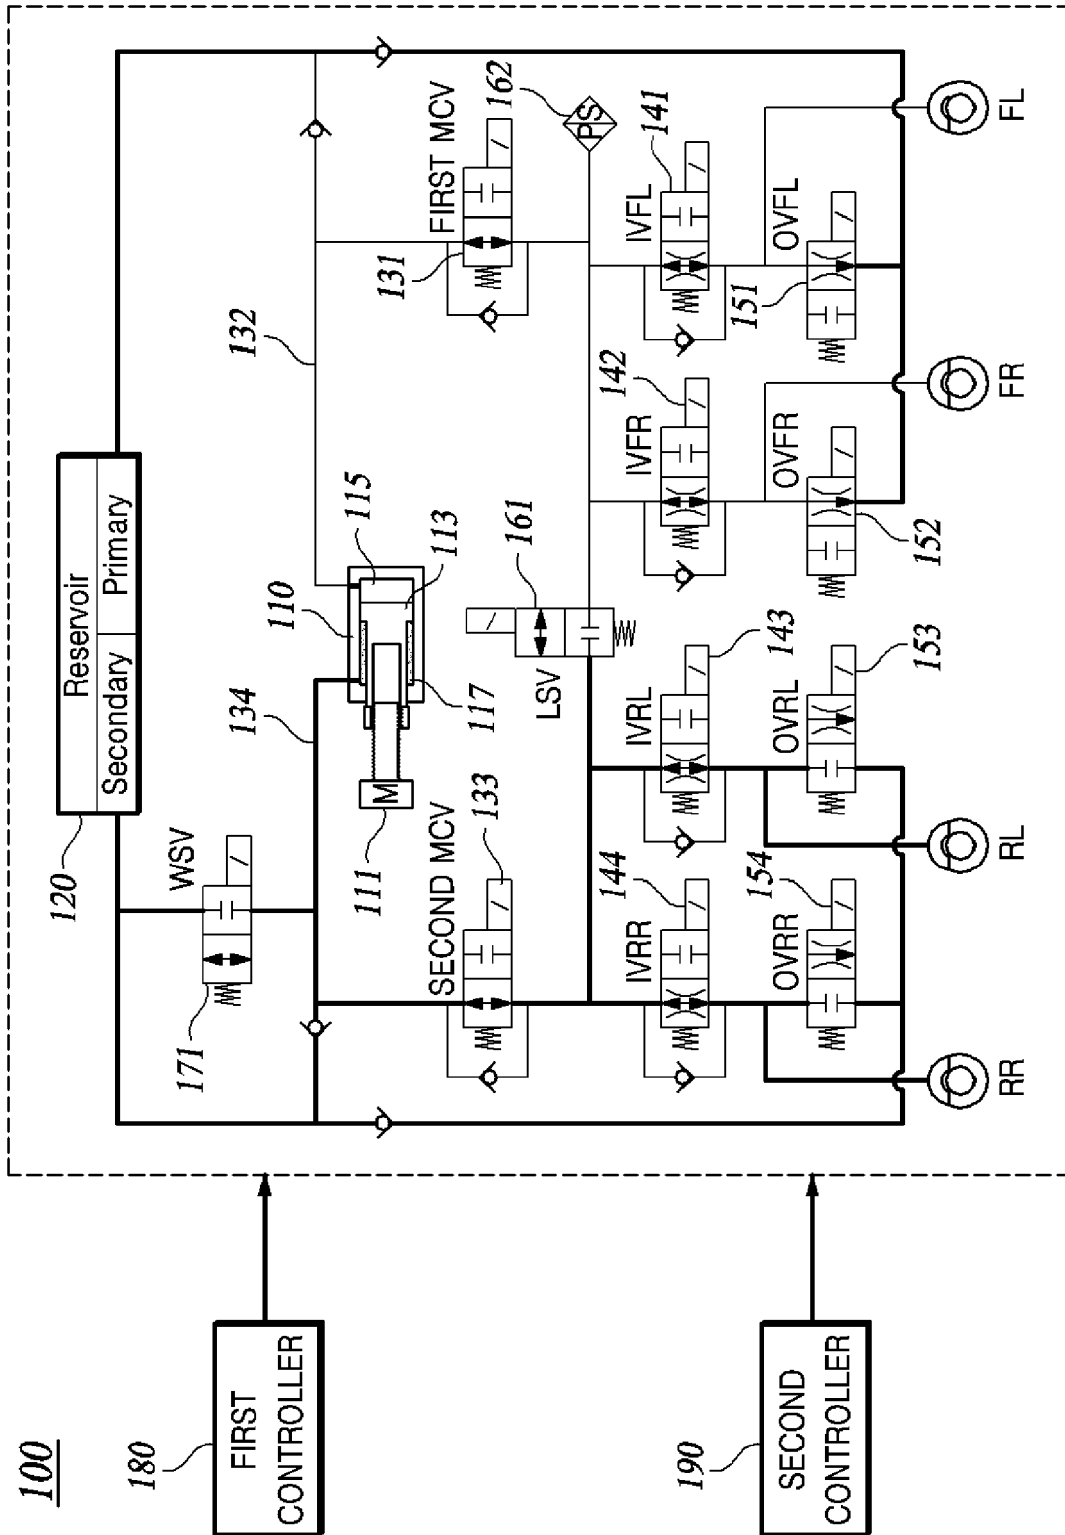 100
180
FIRST
CONTROLLER
190
SECOND
CONTROLLER
120
Reservoir
Secondary
Primary
WSV
171
134
110
115
113
117
M
111
132
FIRST MCV
131
162
PS
SECOND MCV
133
LSV
161
IVRR
144
IVRL
143
IVFR
142
IVFL
141
OVRR
154
OVRL
153
OVFR
152
OVFL
151
RR
RL
FR
FL